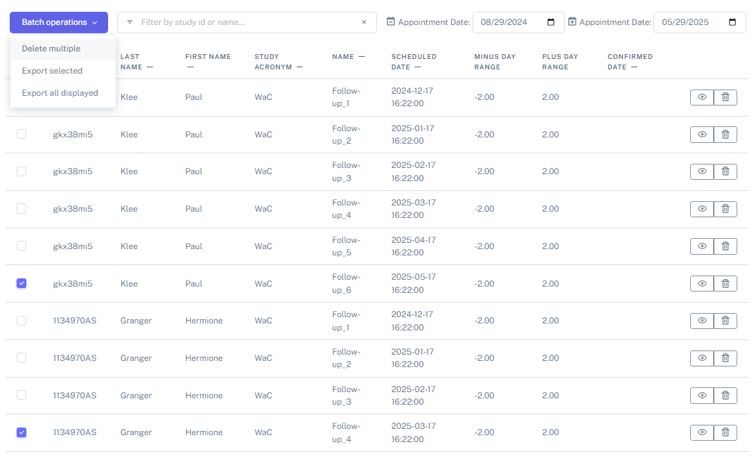 Batch operations
Filter by study id or name...
Appointment Date: 08/29/2024
Appointment Date: 05/29/2025
Delete multiple
Export selected
Export all displayed
LAST NAME — FIRST NAME — STUDY ACRONYM — NAME — SCHEDULED DATE — MINUS DAY RANGE PLUS DAY RANGE CONFIRMED DATE —
Klee Paul WaC Follow-up_1 2024-12-17 16:22:00 -2.00 2.00
gkx38mi5 Klee Paul WaC Follow-up_2 2025-01-17 16:22:00 -2.00 2.00
gkx38mi5 Klee Paul WaC Follow-up_3 2025-02-17 16:22:00 -2.00 2.00
gkx38mi5 Klee Paul WaC Follow-up_4 2025-03-17 16:22:00 -2.00 2.00
gkx38mi5 Klee Paul WaC Follow-up_5 2025-04-17 16:22:00 -2.00 2.00
gkx38mi5 Klee Paul WaC Follow-up_6 2025-05-17 16:22:00 -2.00 2.00
1134970AS Granger Hermione WaC Follow-up_1 2024-12-17 16:22:00 -2.00 2.00
1134970AS Granger Hermione WaC Follow-up_2 2025-01-17 16:22:00 -2.00 2.00
1134970AS Granger Hermione WaC Follow-up_3 2025-02-17 16:22:00 -2.00 2.00
1134970AS Granger Hermione WaC Follow-up_4 2025-03-17 16:22:00 -2.00 2.00